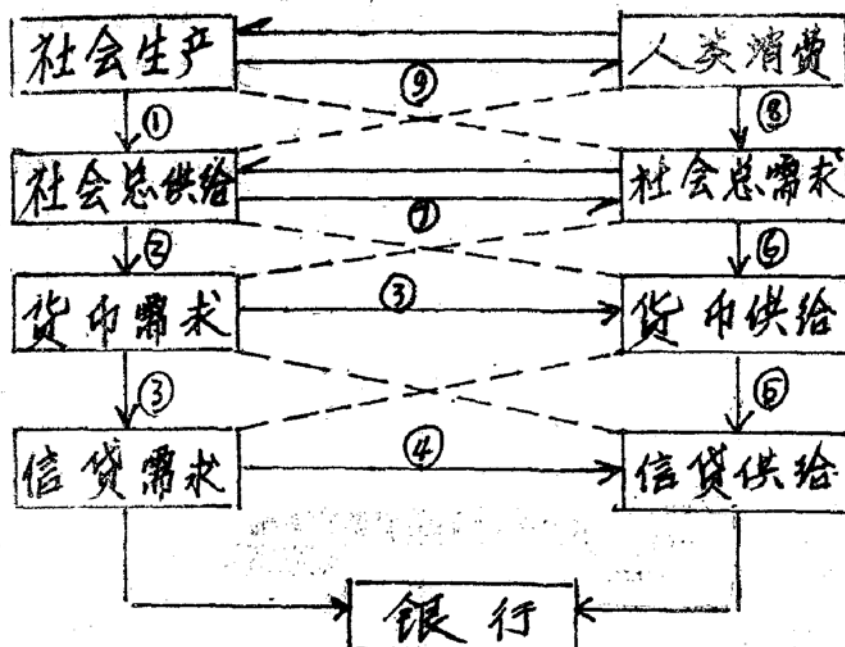 社会生产 人类消费
⑨
① ⑧
社会总供给 社会总需求
⑦
② ⑥
货币需求 ③ 货币供给
③ ⑤
信贷需求 ④ 信贷供给
银行